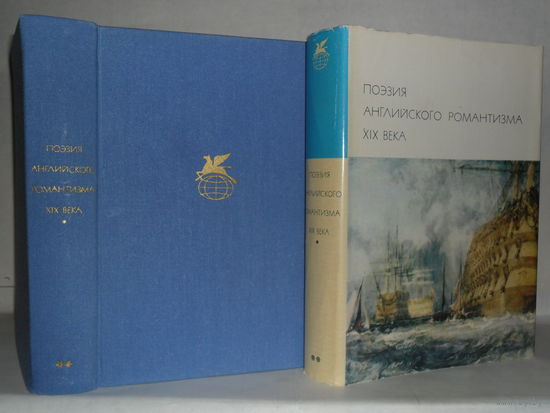 ПОЭЗИЯ
АНГЛИЙСКОГО
РОМАНТИЗМА
XIX ВЕКА
ПОЭЗИЯ
АНГЛИЙСКОГО
РОМАНТИЗМА
XIX ВЕКА
ПОЭЗИЯ
АНГЛИЙСКОГО РОМАНТИЗМА
XIX ВЕКА